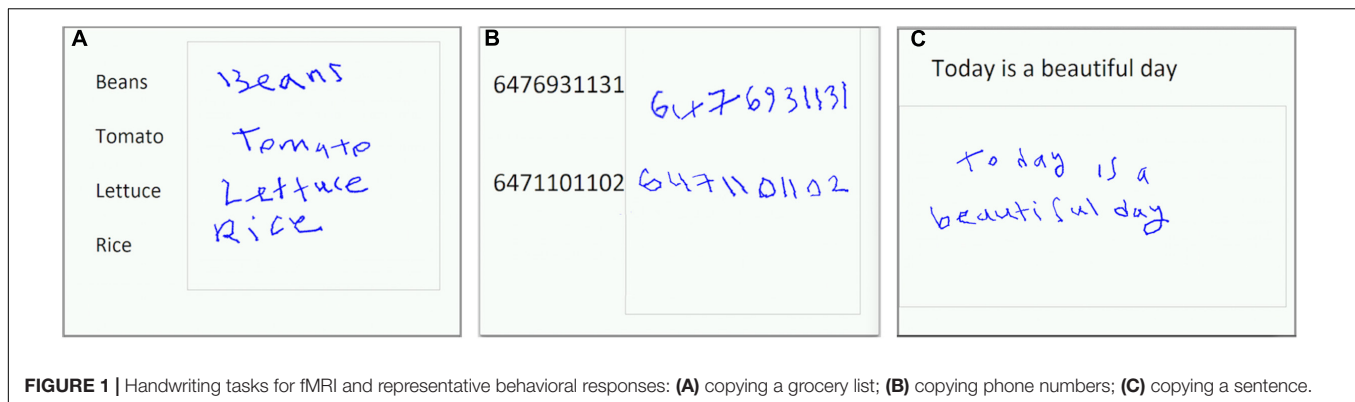 A
Beans
Beans
Tomato
Tomato
Lettuce
Lettuce
Rice
Rice
B
6476931131
6476931131
6471101102
6471101102
C
Today is a beautiful day
Today is a
beautiful day
FIGURE 1 | Handwriting tasks for fMRI and representative behavioral responses: (A) copying a grocery list; (B) copying phone numbers; (C) copying a sentence.